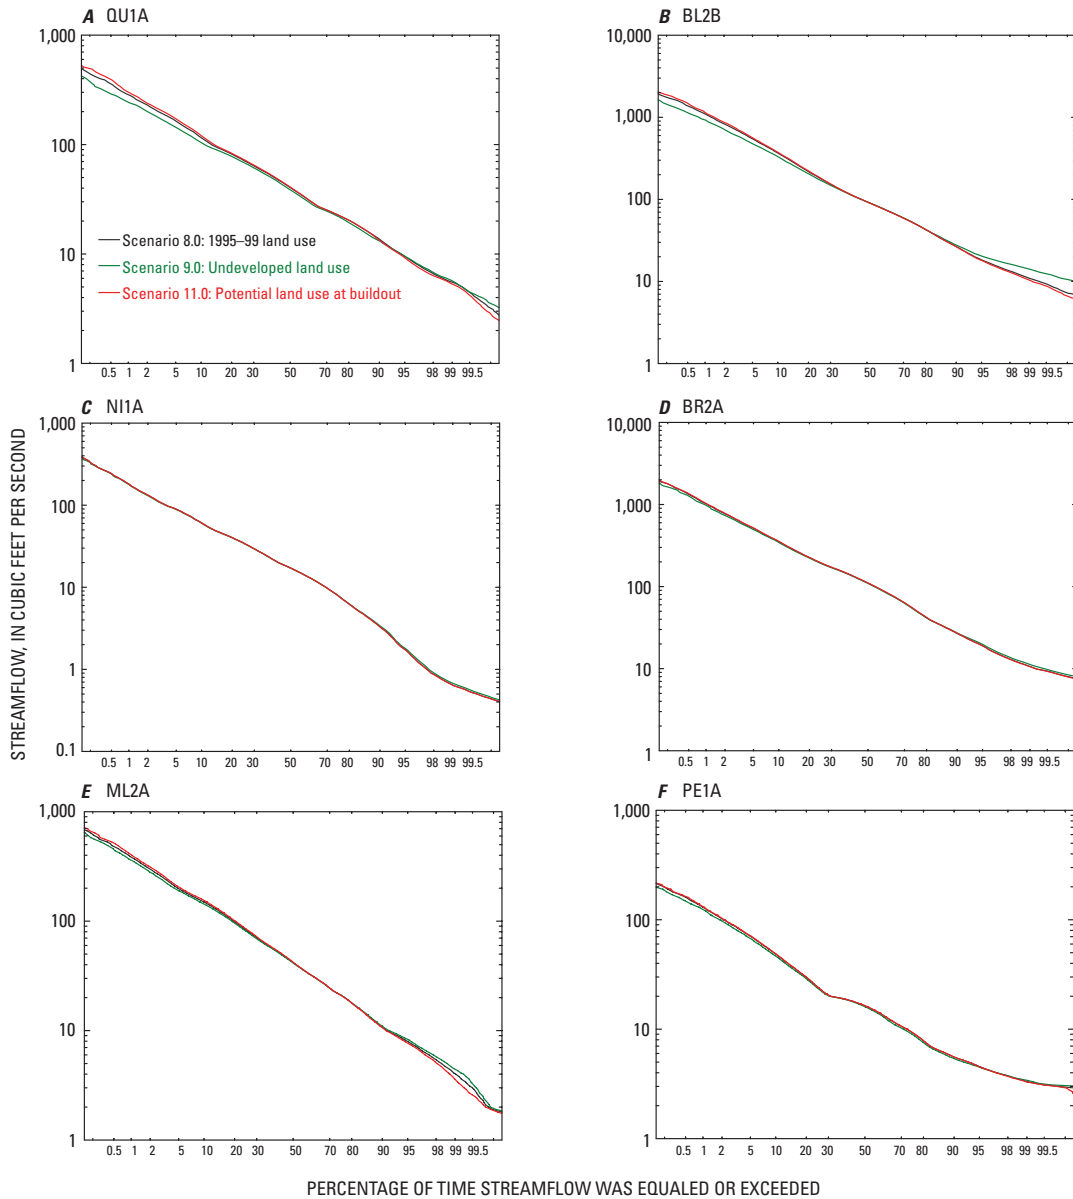 A QU1A
1,000
100
10
1
Scenario 8.0: 1995–99 land use
Scenario 9.0: Undeveloped land use
Scenario 11.0: Potential land use at buildout
0.5 1 2 5 10 20 30 50 70 80 90 95 98 99 99.5
B BL2B
10,000
1,000
100
10
1
0.5 1 2 5 10 20 30 50 70 80 90 95 98 99 99.5
C NI1A
1,000
100
10
1
0.1
0.5 1 2 5 10 20 30 50 70 80 90 95 98 99 99.5
D BR2A
10,000
1,000
100
10
1
0.5 1 2 5 10 20 30 50 70 80 90 95 98 99 99.5
E ML2A
1,000
100
10
1
0.5 1 2 5 10 20 30 50 70 80 90 95 98 99 99.5
F PE1A
1,000
100
10
1
0.5 1 2 5 10 20 30 50 70 80 90 95 98 99 99.5
STREAMFLOW, IN CUBIC FEET PER SECOND
PERCENTAGE OF TIME STREAMFLOW WAS EQUALED OR EXCEEDED